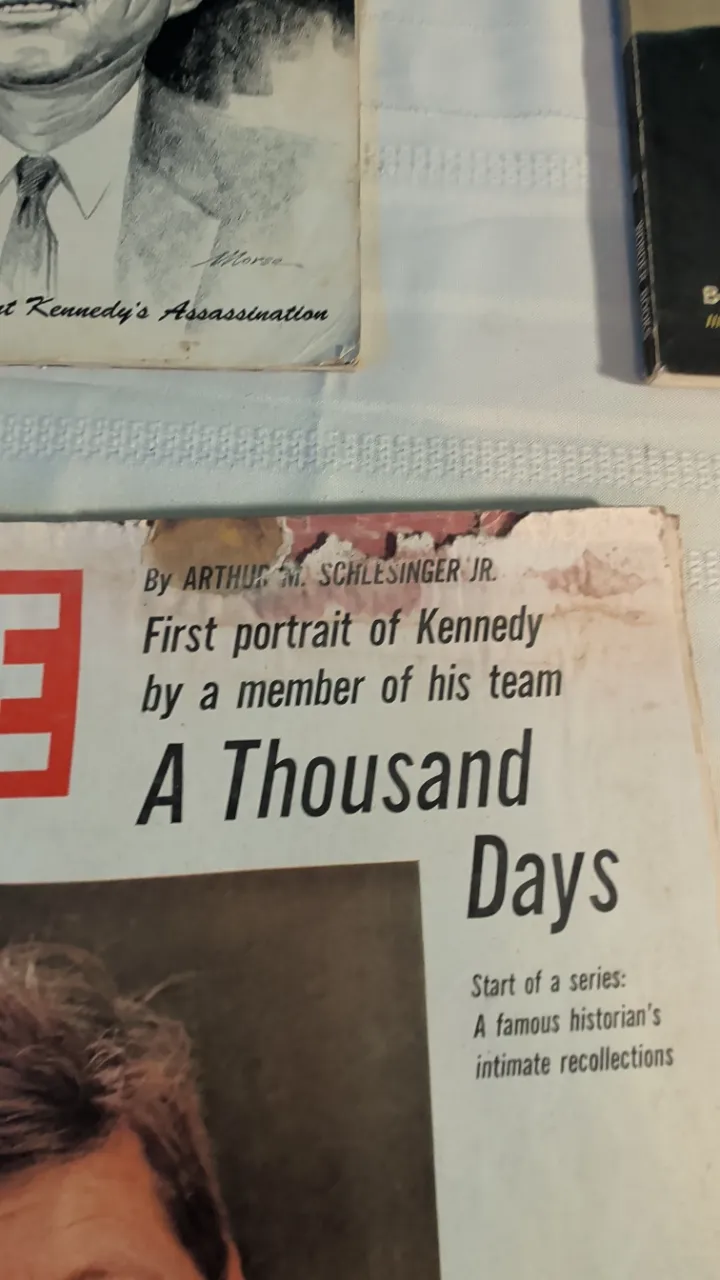 Morse
t Kennedy's Assassination
B
E
By ARTHUR M. SCHLESINGER JR.
First portrait of Kennedy
by a member of his team
A Thousand
Days
Start of a series:
A famous historian's
intimate recollections